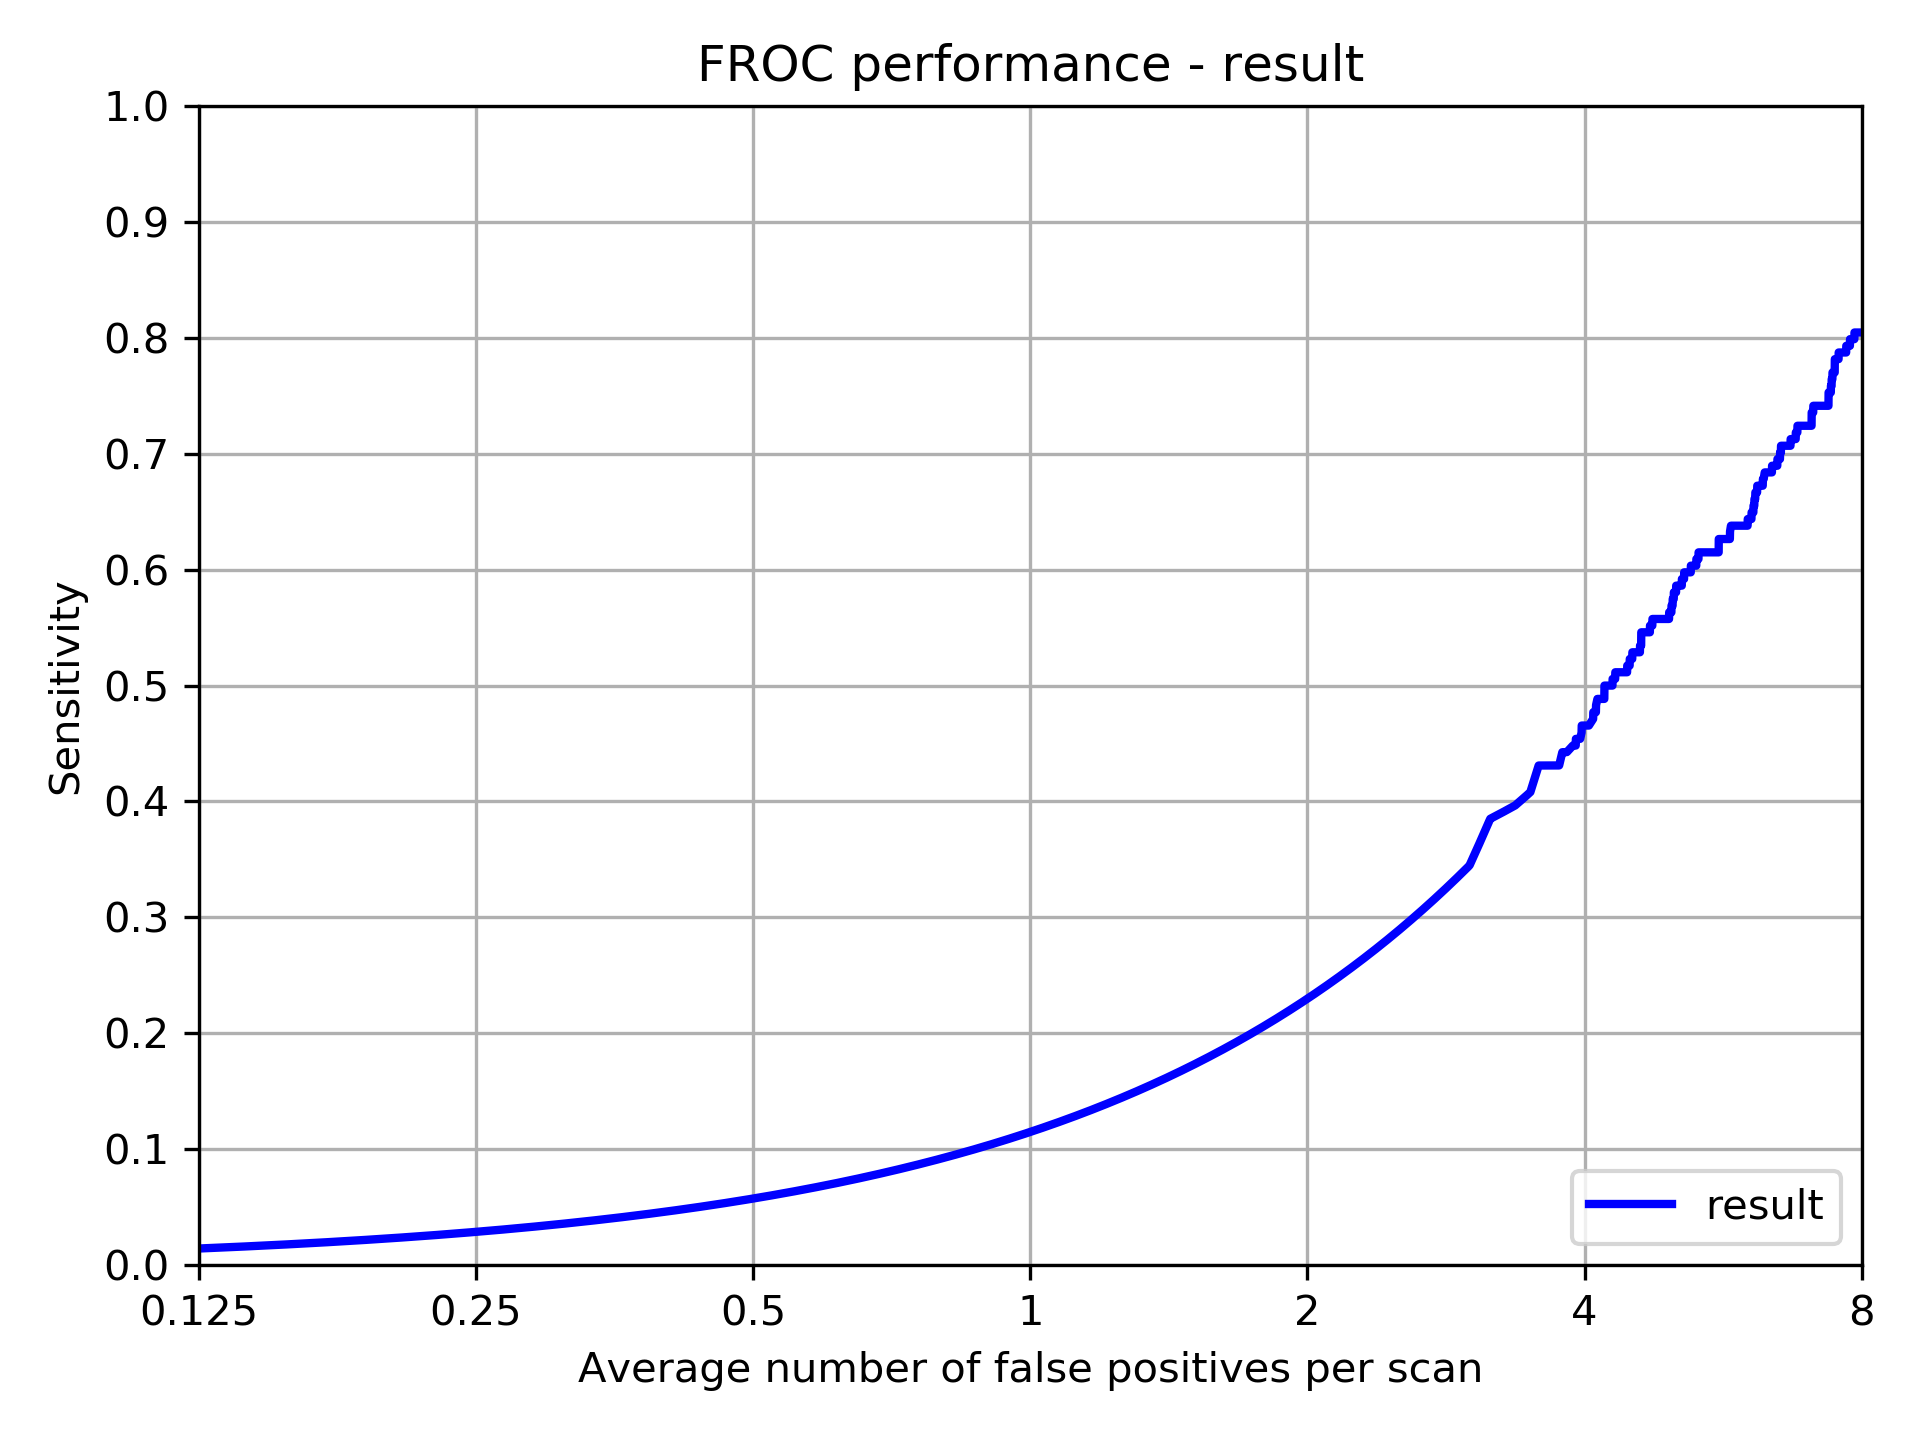 FROC performance - result
1.0
0.9
0.8
0.7
0.6
0.5
0.4
0.3
0.2
0.1
0.0
Sensitivity
result
0.125 0.25 0.5 1 2 4 8
Average number of false positives per scan